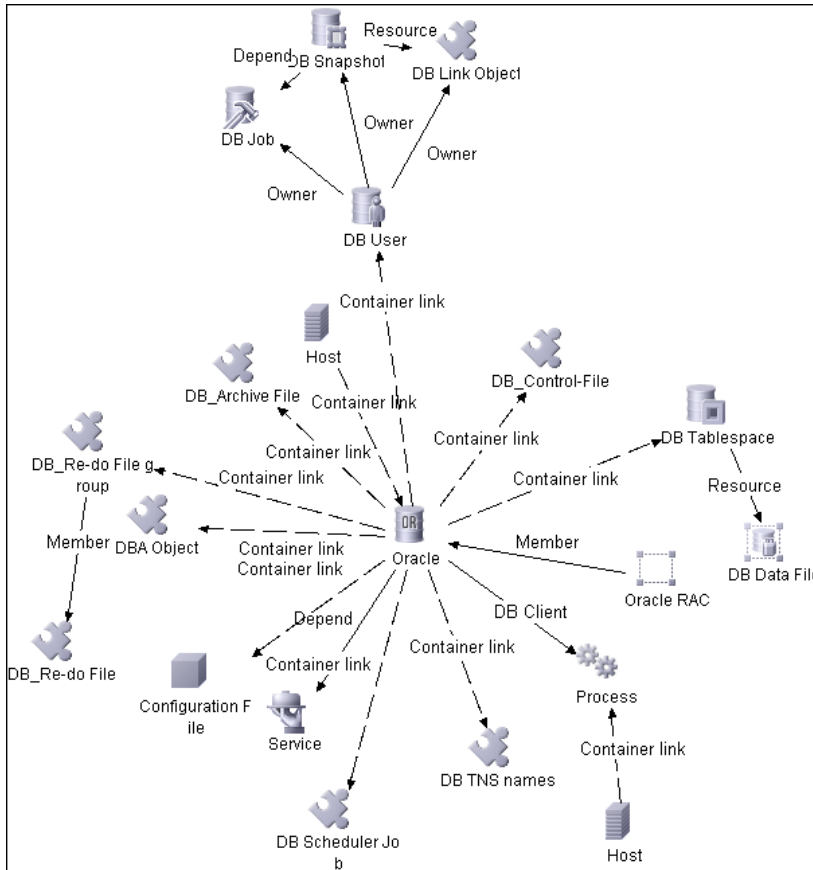 Resource
Depend
DB Snapshot
DB Link Object
DB Job
Owner
Owner
Owner
DB User
Container link
Host
DB_Archive File
DB_Control-File
Container link
DB_Re-do File g
roup
Container link
Container link
DB Tablespace
Container link
Container link
Resource
DBA Object
Member
Container link
Container link
Oracle
Member
Oracle RAC
DB Data File
DB_Re-do File
Depend
DB Client
Container link
Container link
Configuration F
ile
Service
Process
DB TNS names
Container link
DB Scheduler Jo
b
Host